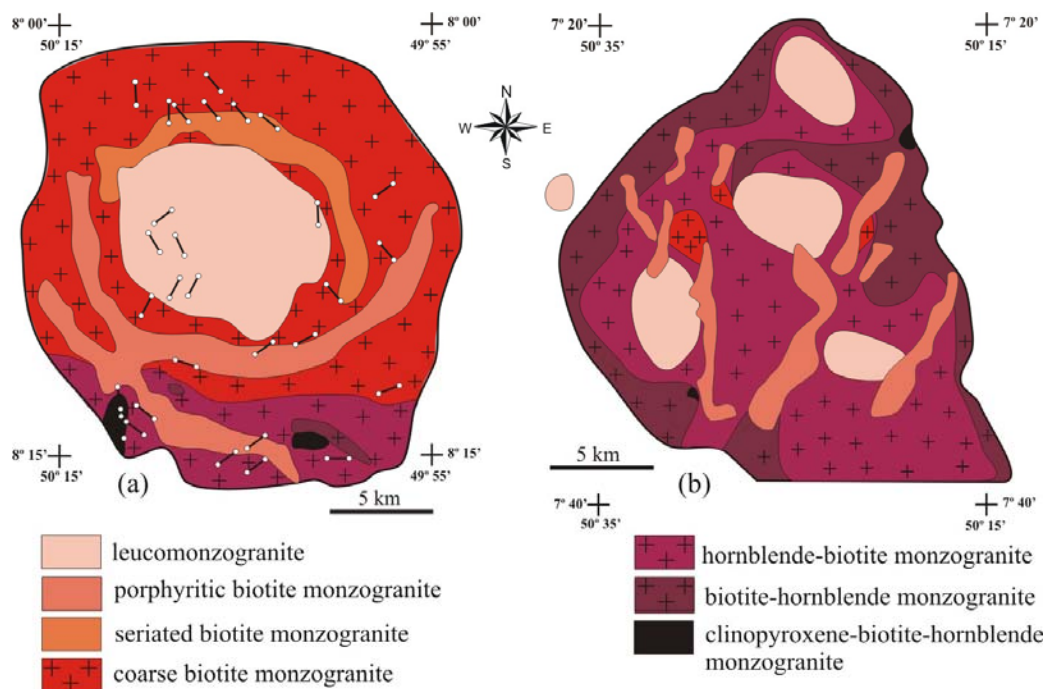 8º 00’
50º 15’
8º 00’
49º 55’
7º 20’
50º 35’
7º 20’
50º 15’
N
W
E
S
8º 15’
50º 15’
(a)
8º 15’
49º 55’
5 km
5 km
(b)
7º 40’
50º 35’
7º 40’
50º 15’
leucomonzogranite
porphyritic biotite monzogranite
seriated biotite monzogranite
coarse biotite monzogranite
hornblende-biotite monzogranite
biotite-hornblende monzogranite
clinopyroxene-biotite-hornblende
monzogranite